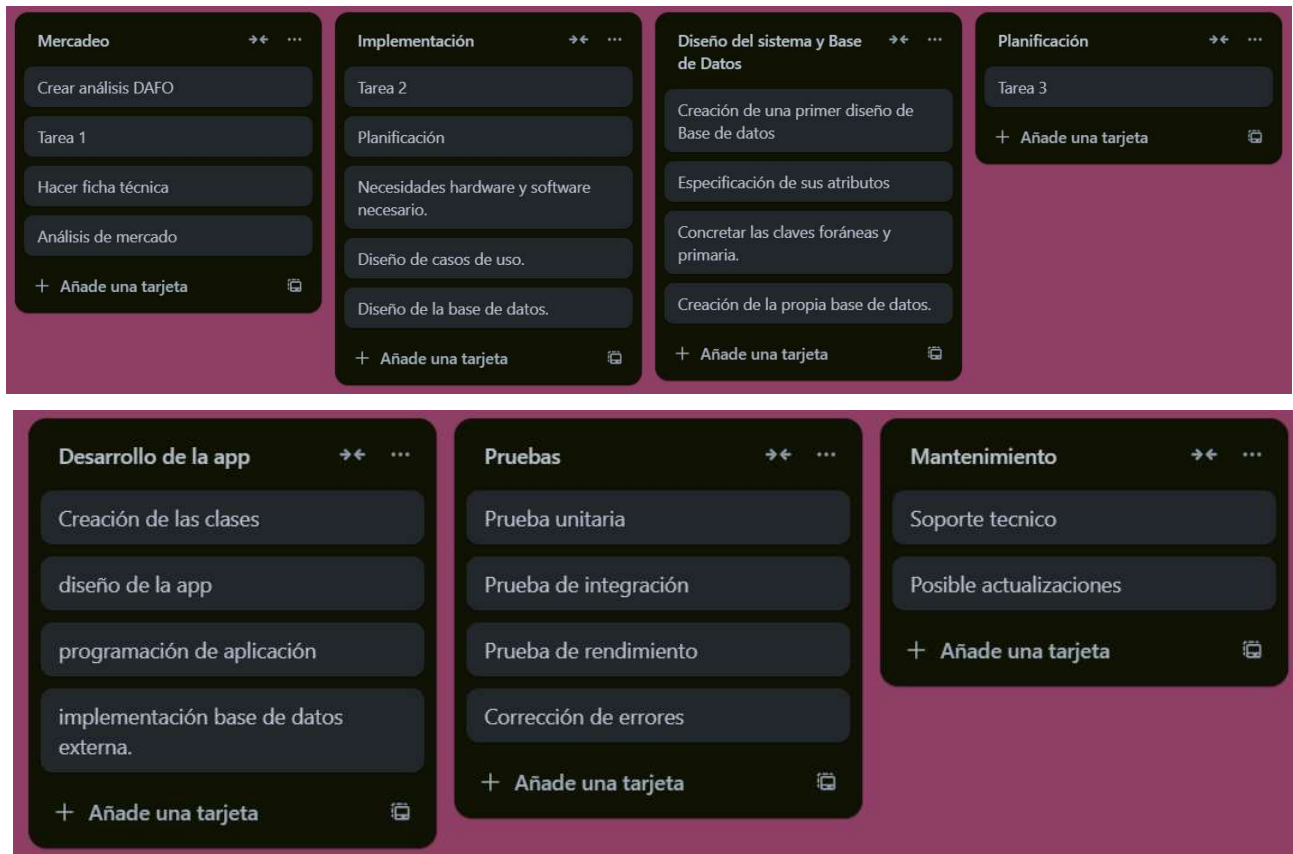 Mercadeo
Crear análisis DAFO
Tarea 1
Hacer ficha técnica
Análisis de mercado
+ Añade una tarjeta
Implementación
Tarea 2
Planificación
Necesidades hardware y software
necesario.
Diseño de casos de uso.
Diseño de la base de datos.
+ Añade una tarjeta
Diseño del sistema y Base
de Datos
Creación de una primer diseño de
Base de datos
Especificación de sus atributos
Concretar las claves foráneas y
primaria.
Creación de la propia base de datos.
+ Añade una tarjeta
Planificación
Tarea 3
+ Añade una tarjeta
Desarrollo de la app
Creación de las clases
diseño de la app
programación de aplicación
implementación base de datos
externa.
+ Añade una tarjeta
Pruebas
Prueba unitaria
Prueba de integración
Prueba de rendimiento
Corrección de errores
+ Añade una tarjeta
Mantenimiento
Soporte tecnico
Posible actualizaciones
+ Añade una tarjeta